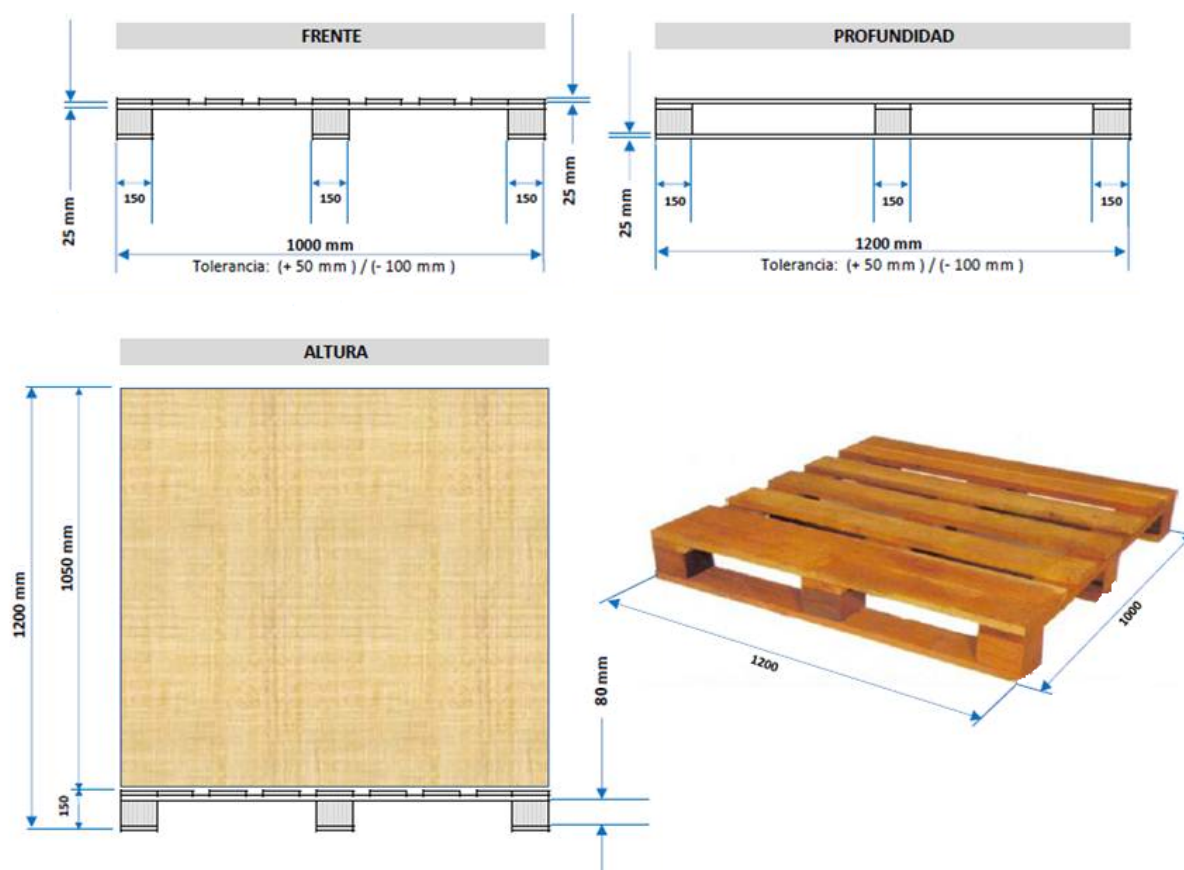 FRENTE
PROFUNDIDAD
25 mm
150
150
150
25 mm
1000 mm
Tolerancia: (+ 50 mm ) / (- 100 mm )
25 mm
150
150
150
1200 mm
Tolerancia: (+ 50 mm ) / (- 100 mm )
ALTURA
1200 mm
1050 mm
150
80 mm
1200
1000